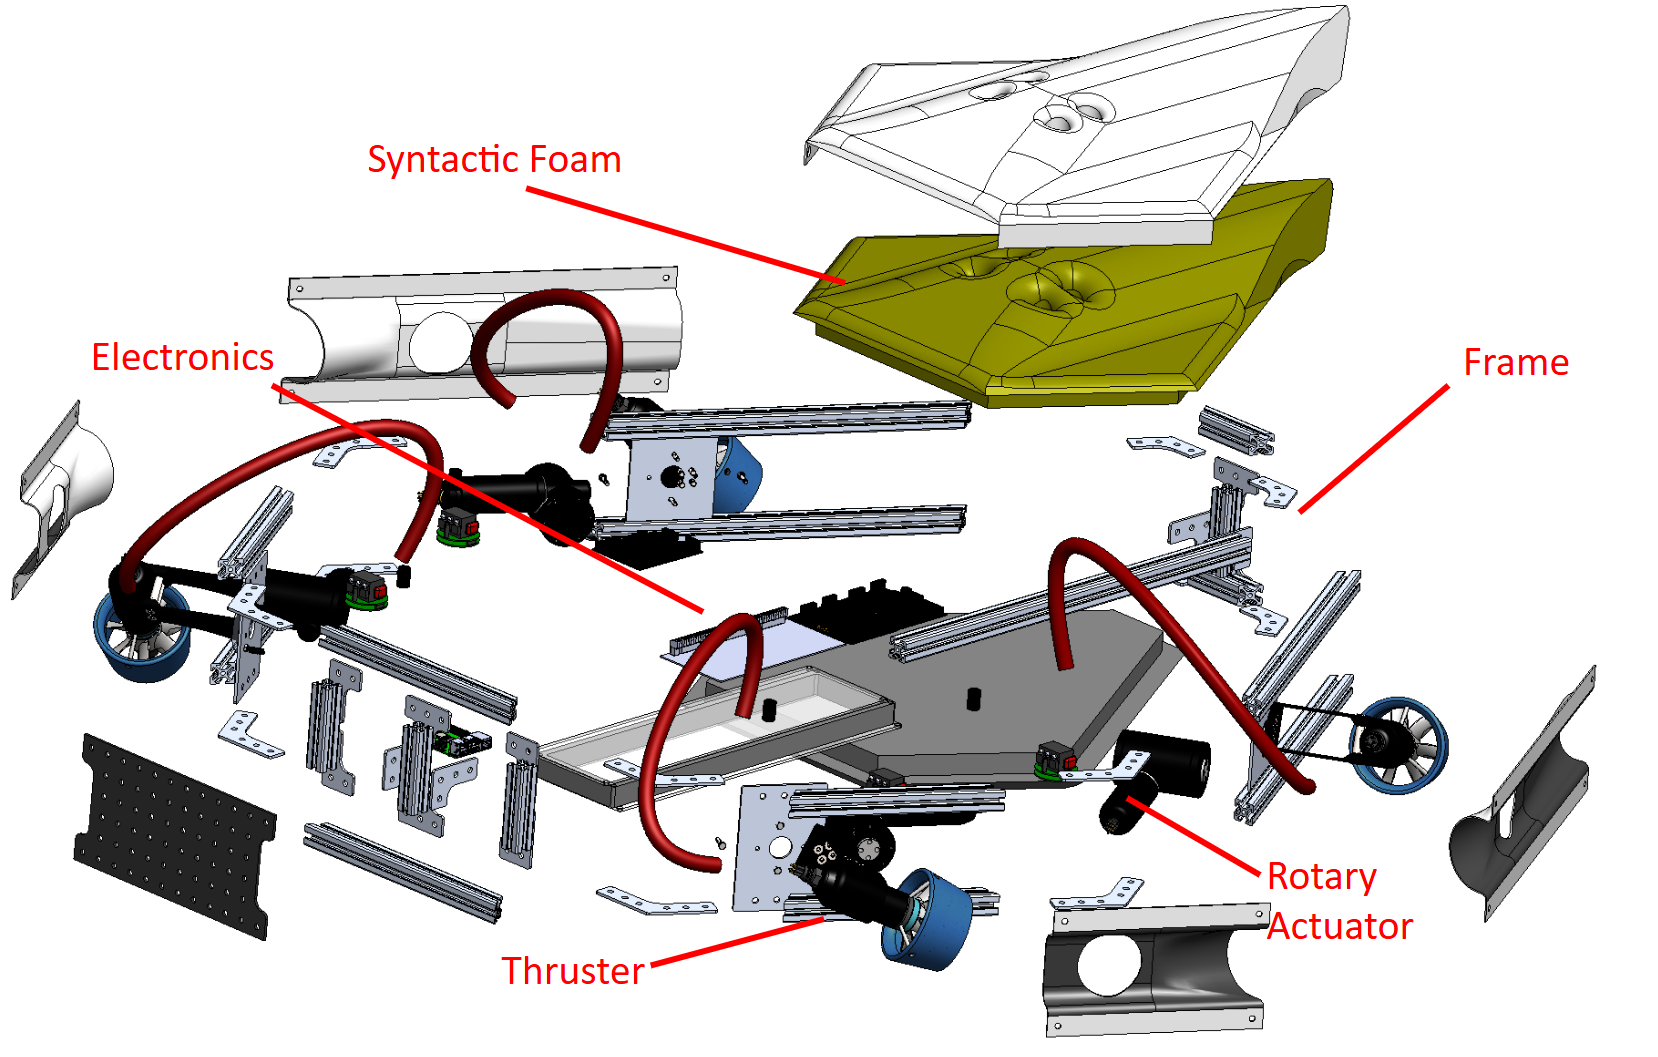 Syntactic Foam
Electronics
Frame
Rotary
Actuator
Thruster